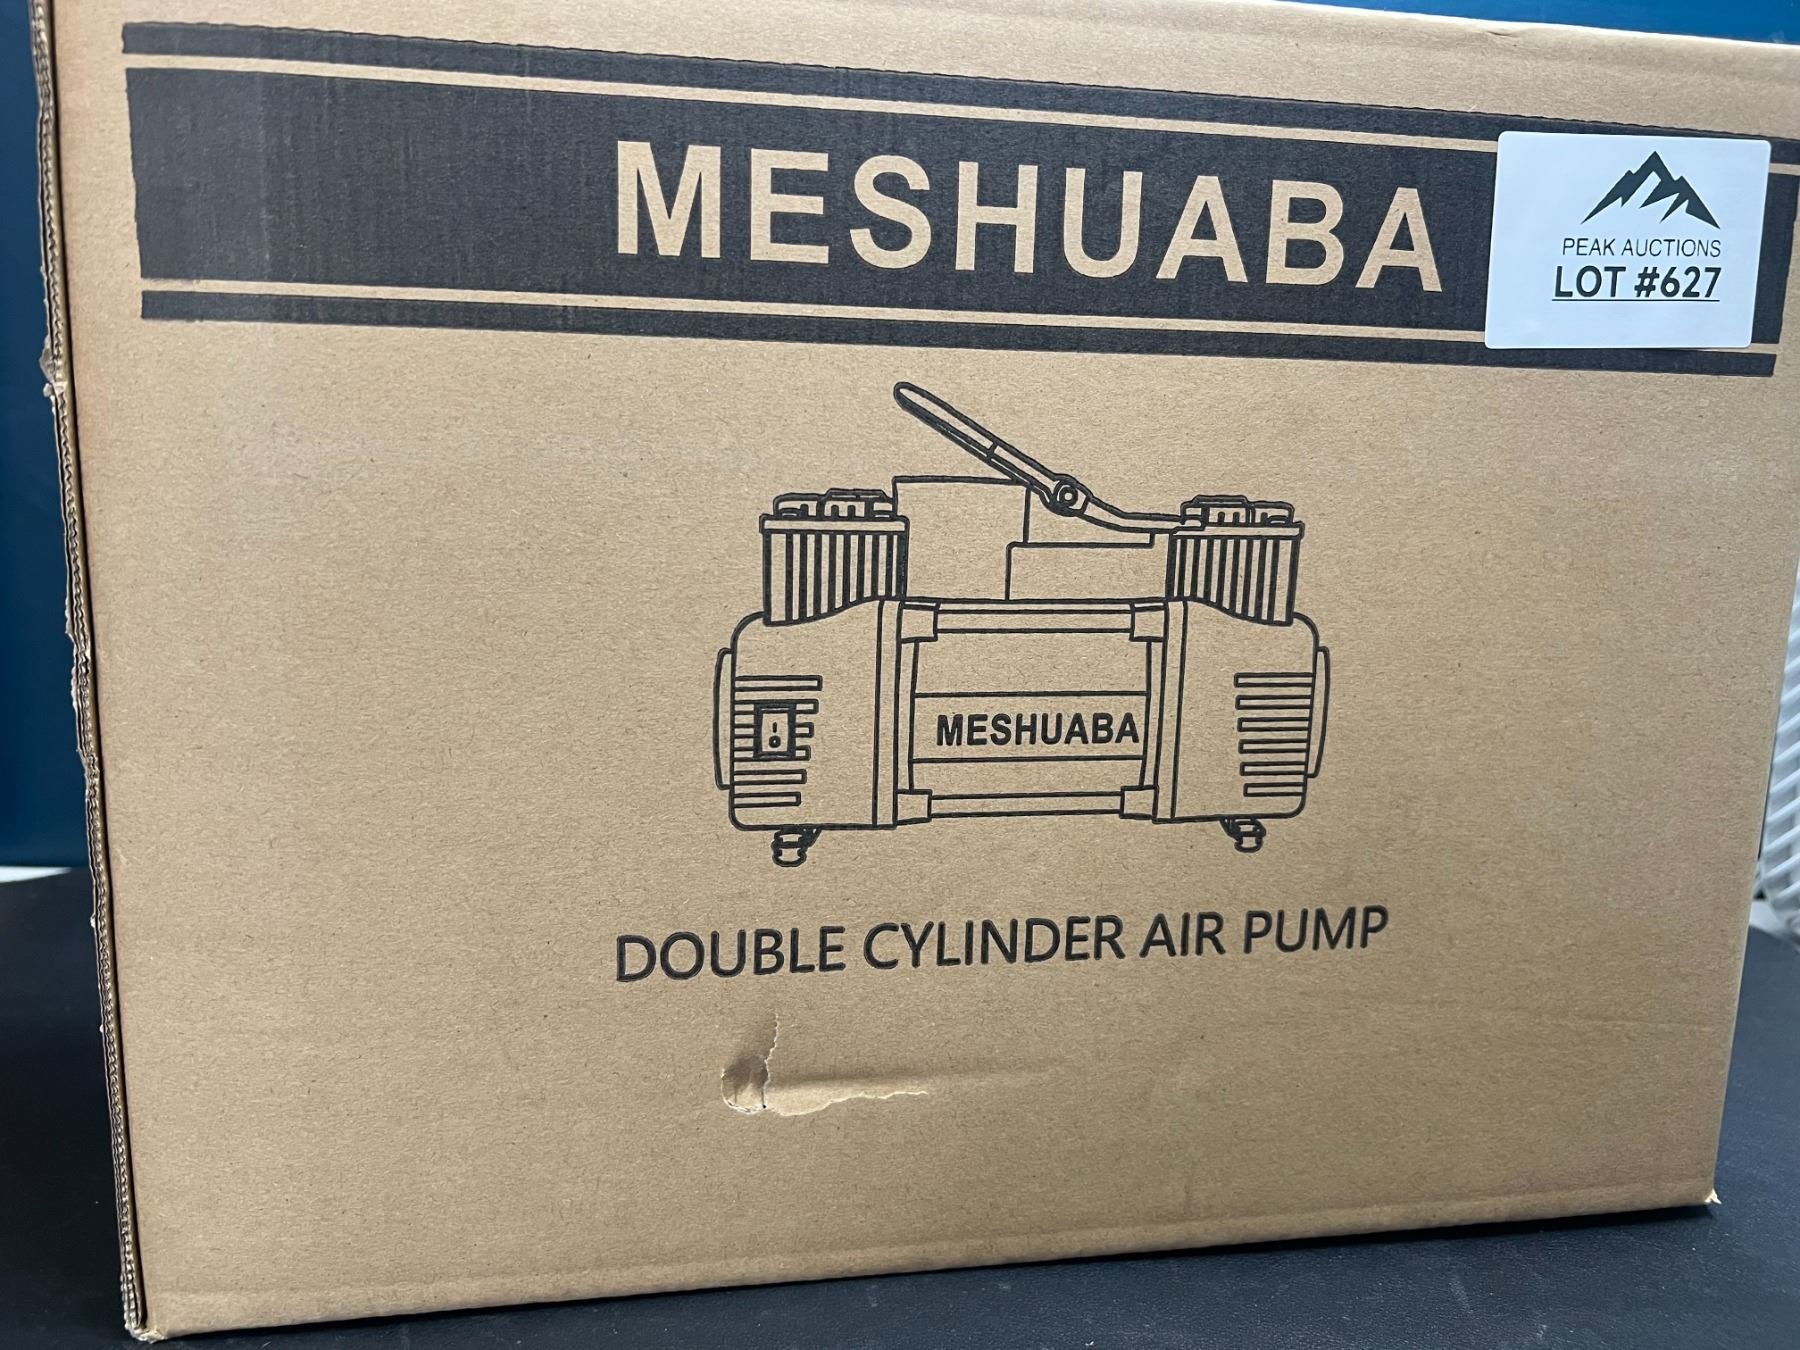 MESHUABA
PEAK AUCTIONS
LOT #627
MESHUABA
DOUBLE CYLINDER AIR PUMP